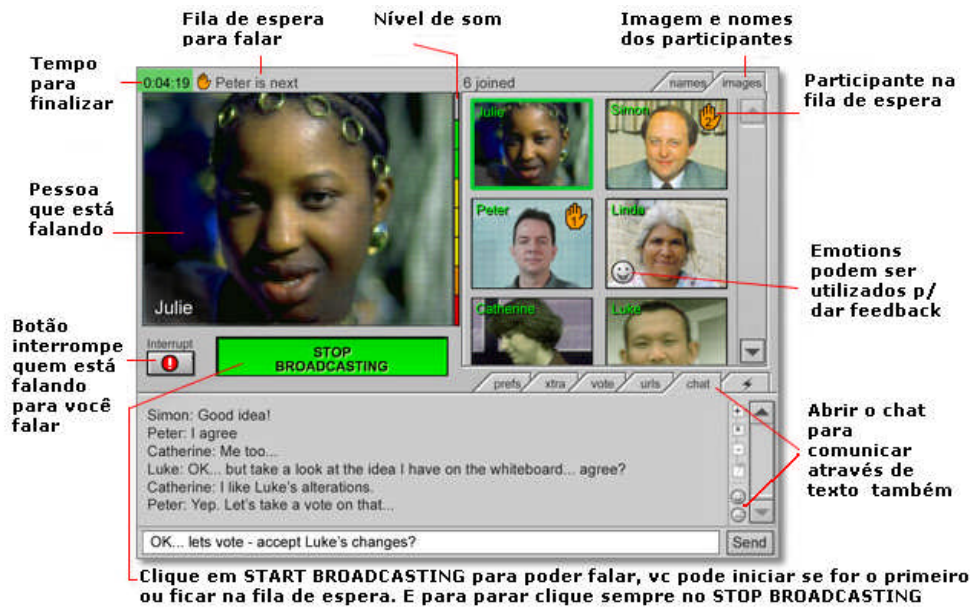 Fila de espera
para falar
Nível de som
Imagem e nomes
dos participantes
Tempo
para
finalizar
0:04:19 Peter is next
6 joined
names images
Participante na
fila de espera
Julie
Simon
2
Pessoa
que está
falando
Peter
1
Linda
Emotions
podem ser
utilizados p/
dar feedback
Julie
Catherine
Luke
Botão
interrompe
quem está
falando
para você
falar
Interrupt
STOP
BROADCASTING
prefs xtra vote urls chat
Abrir o chat
para
comunicar
através de
texto também
Simon: Good idea!
Peter: I agree
Catherine: Me too...
Luke: OK... but take a look at the idea I have on the whiteboard... agree?
Catherine: I like Luke's alterations.
Peter: Yep. Let's take a vote on that...
OK... lets vote - accept Luke's changes?
Send
Clique em START BROADCASTING para poder falar, vc pode iniciar se for o primeiro
ou ficar na fila de espera. E para parar clique sempre no STOP BROADCASTING